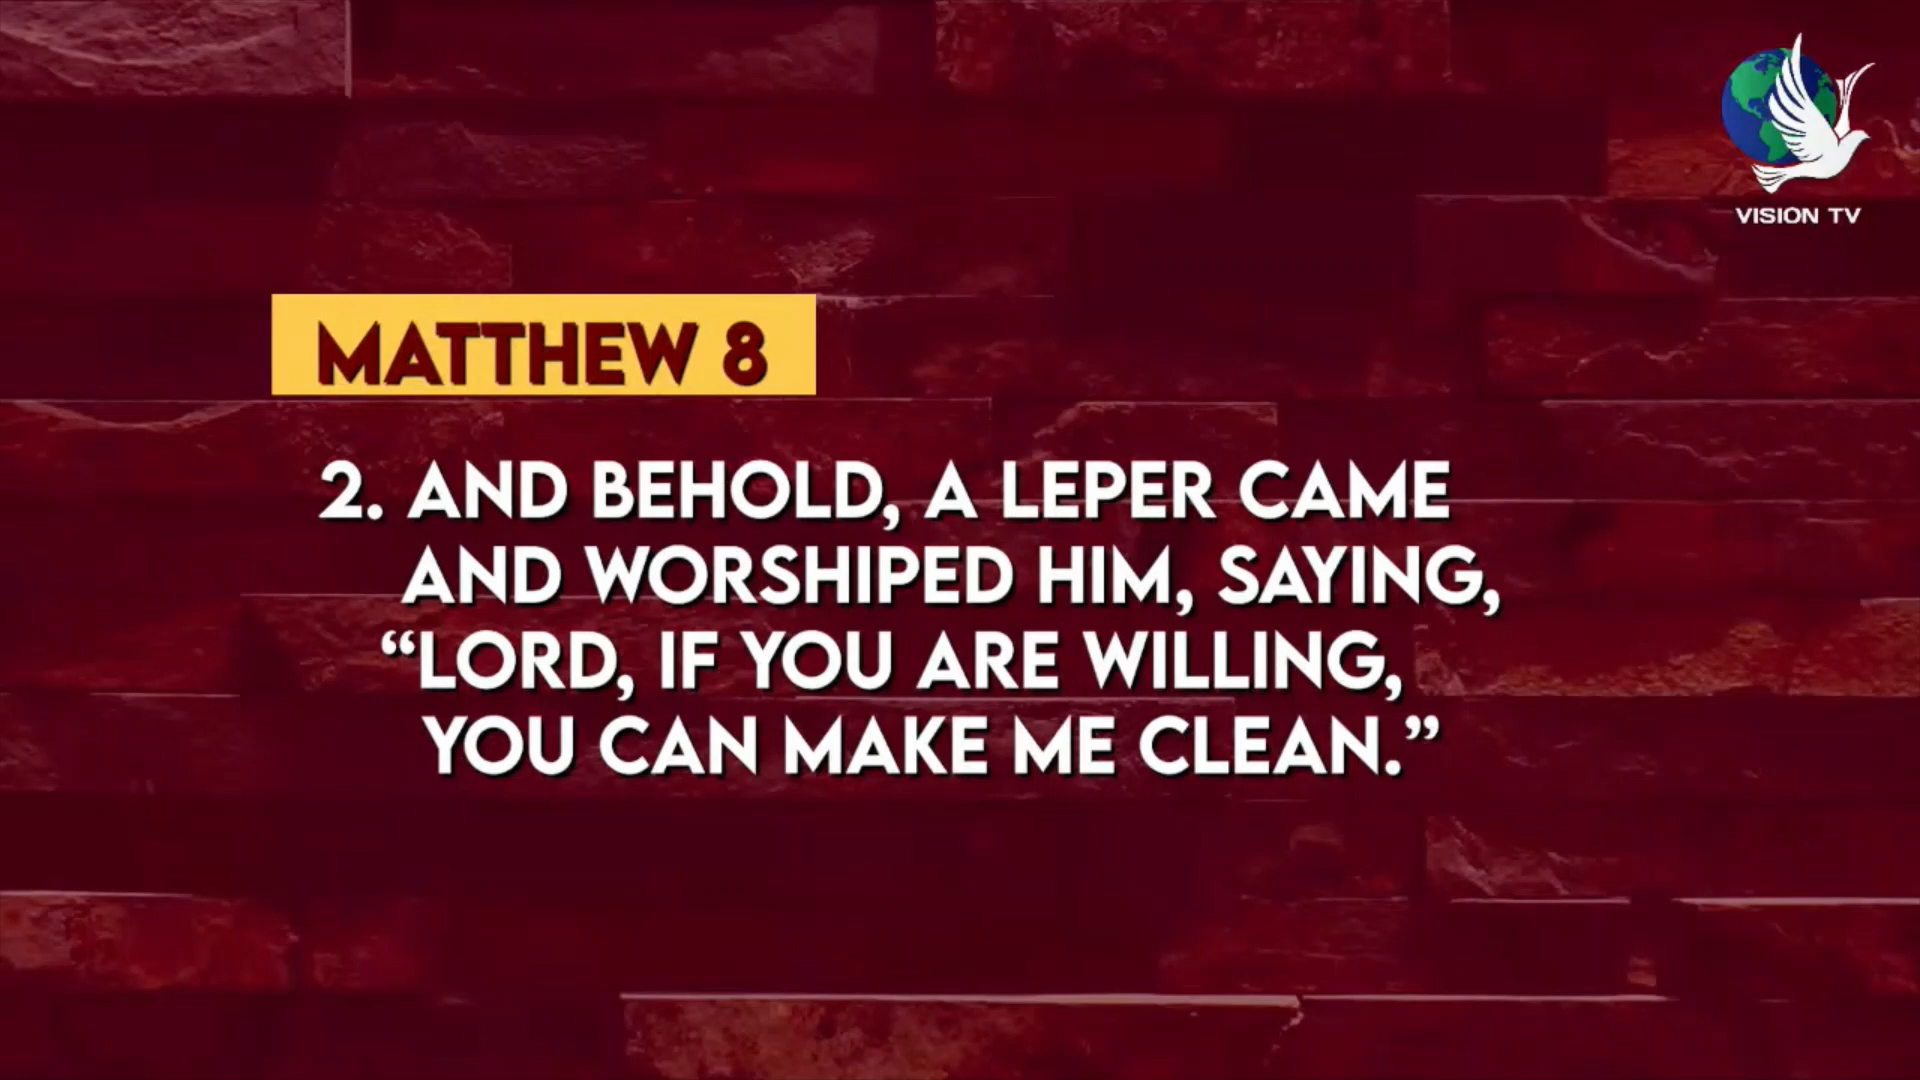 VISION TV
MATTHEW 8
2. AND BEHOLD, A LEPER CAME
AND WORSHIPED HIM, SAYING,
“LORD, IF YOU ARE WILLING,
YOU CAN MAKE ME CLEAN.”